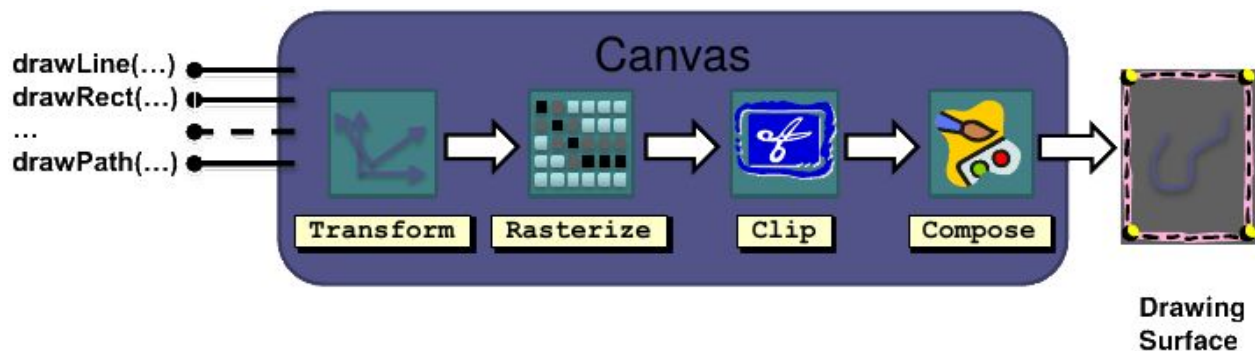 Canvas
drawLine(…)
drawRect(…)
…
drawPath(…)
Transform
Rasterize
Clip
Compose
Drawing
Surface